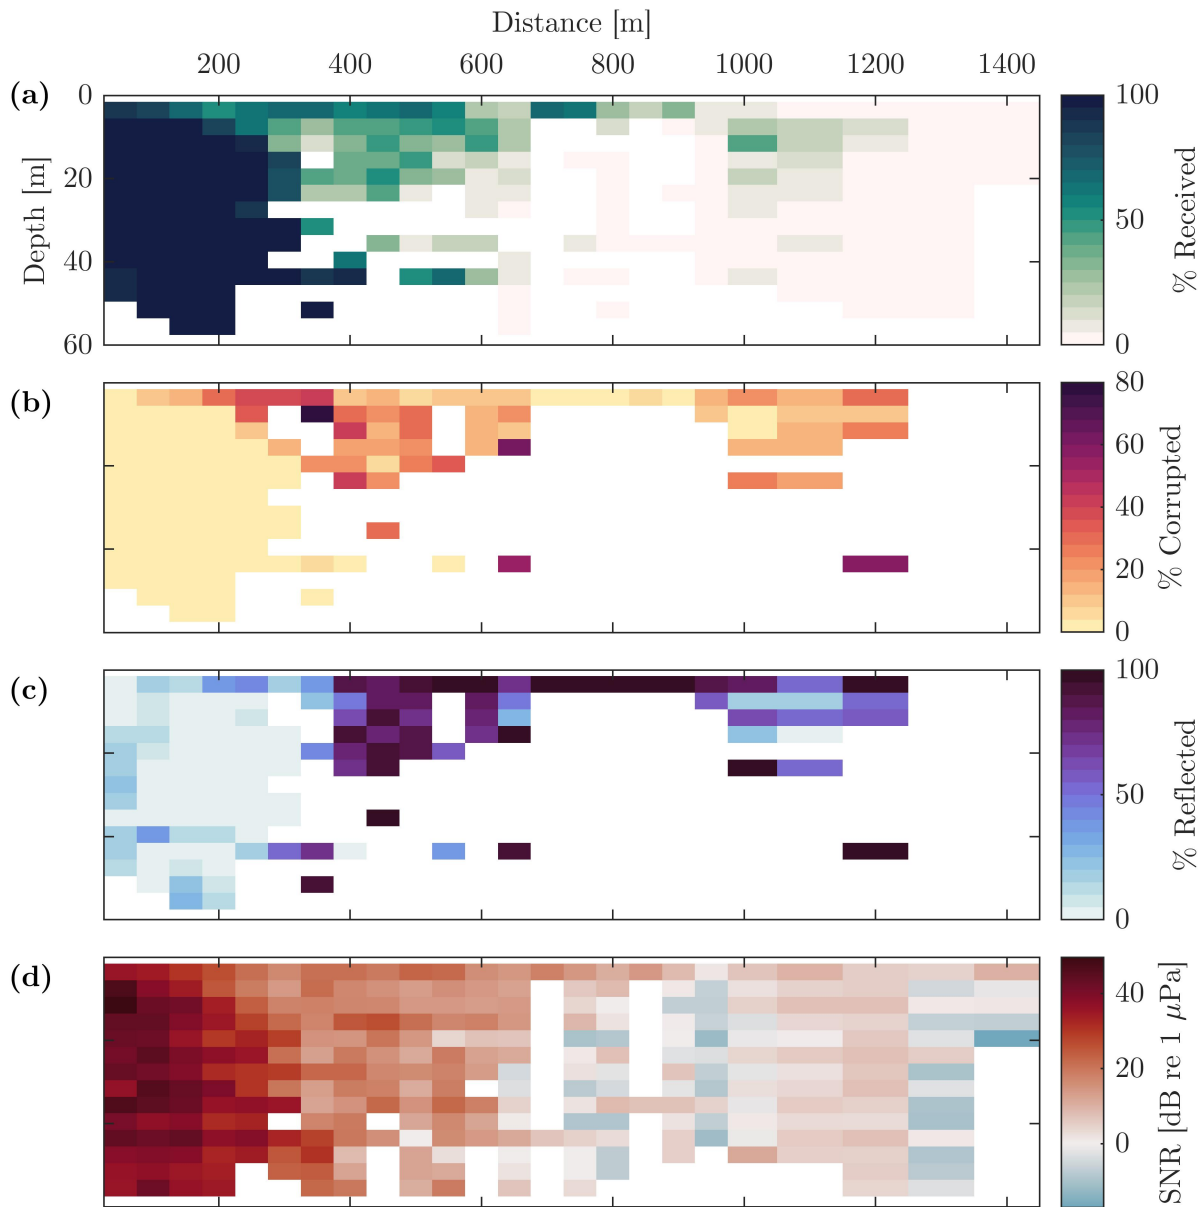 Distance [m]
200 400 600 800 1000 1200 1400
(a)
0
20
40
60
Depth [m]
100
50
0
% Received
(b)
80
60
40
20
0
% Corrupted
(c)
100
50
0
% Reflected
(d)
40
20
0
SNR [dB re 1 μPa]